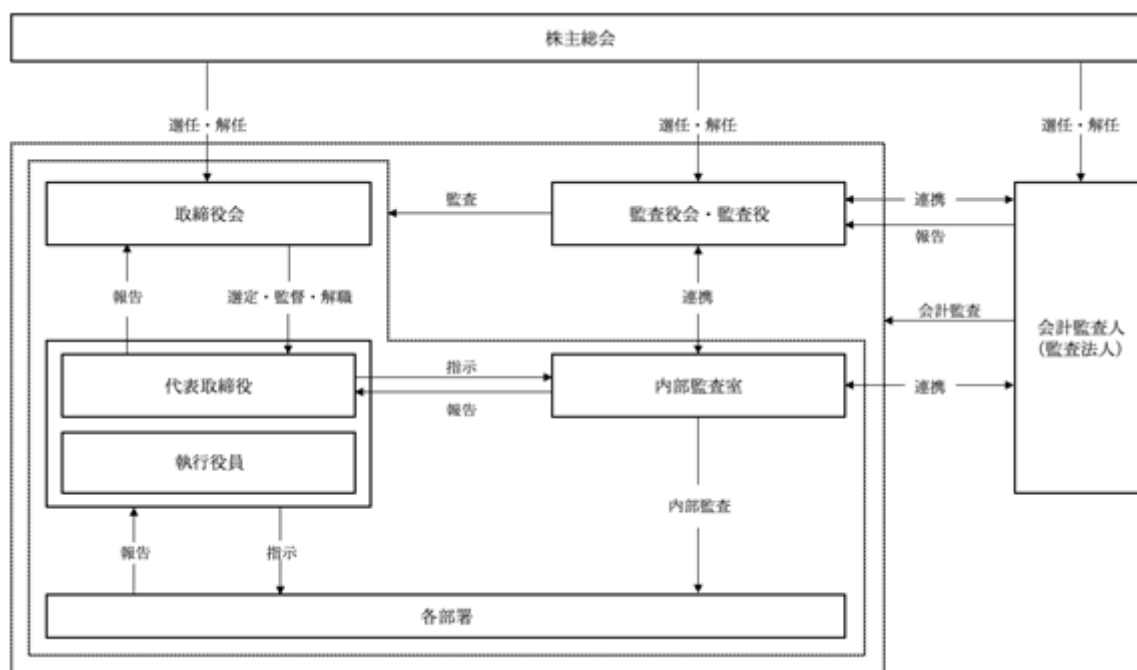 株主総会
選任・解任
選任・解任
選任・解任
取締役会
監査
監査役会・監査役
連携
報告
報告
選定・監督・解職
連携
会計監査
会計監査人
(監査法人)
代表取締役
指示
報告
内部監査室
連携
執行役員
内部監査
報告
指示
各部署